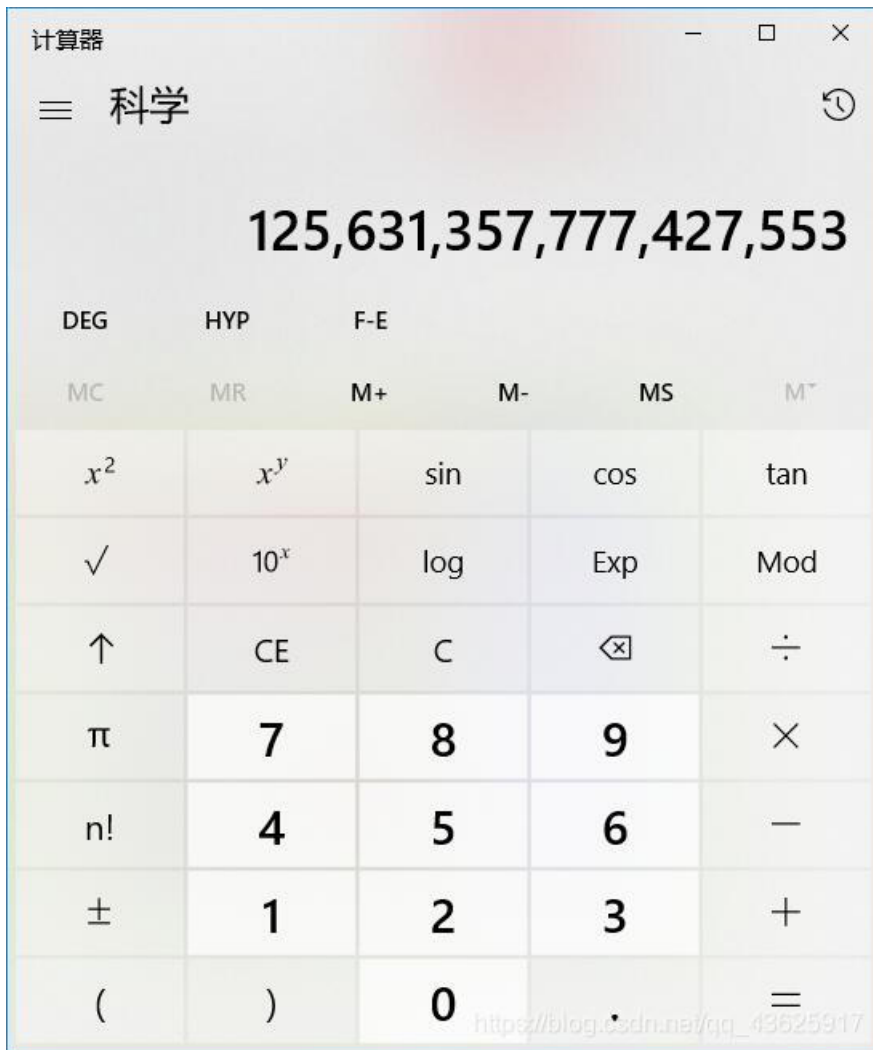 计算器
科学
125,631,357,777,427,553
DEG HYP F-E
MC MR M+ M- MS M˅
x² xʸ sin cos tan
√ 10ˣ log Exp Mod
↑ CE C ⌫ ÷
π 7 8 9 ×
n! 4 5 6 −
± 1 2 3 +
( ) 0 . =
https://blog.csdn.net/qq_43625917